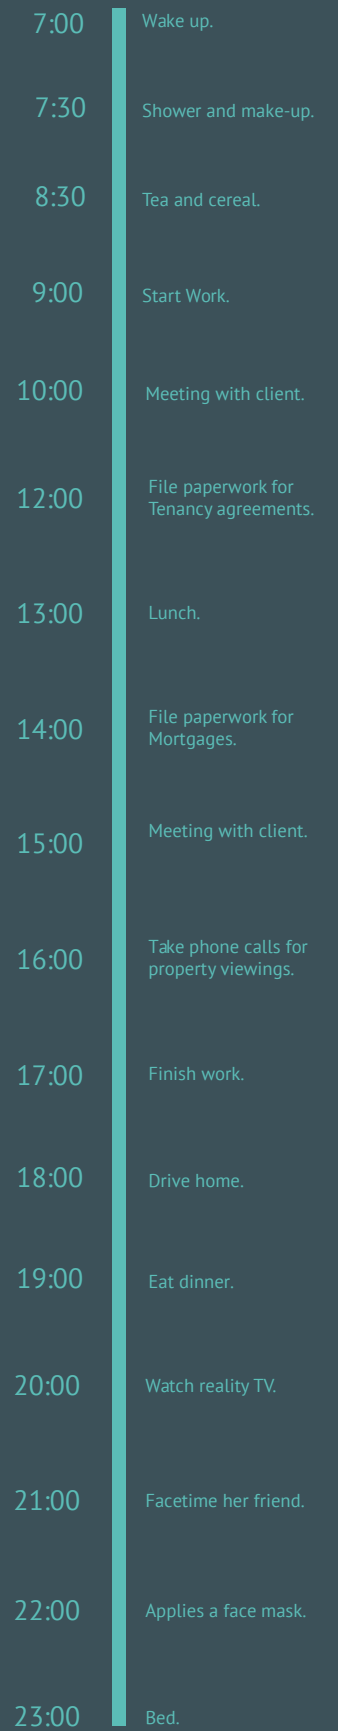 7:00 Wake up.
7:30 Shower and make-up.
8:30 Tea and cereal.
9:00 Start Work.
10:00 Meeting with client.
12:00 File paperwork for
Tenancy agreements.
13:00 Lunch.
14:00 File paperwork for
Mortgages.
15:00 Meeting with client.
16:00 Take phone calls for
property viewings.
17:00 Finish work.
18:00 Drive home.
19:00 Eat dinner.
20:00 Watch reality TV.
21:00 Facetime her friend.
22:00 Applies a face mask.
23:00 Bed.